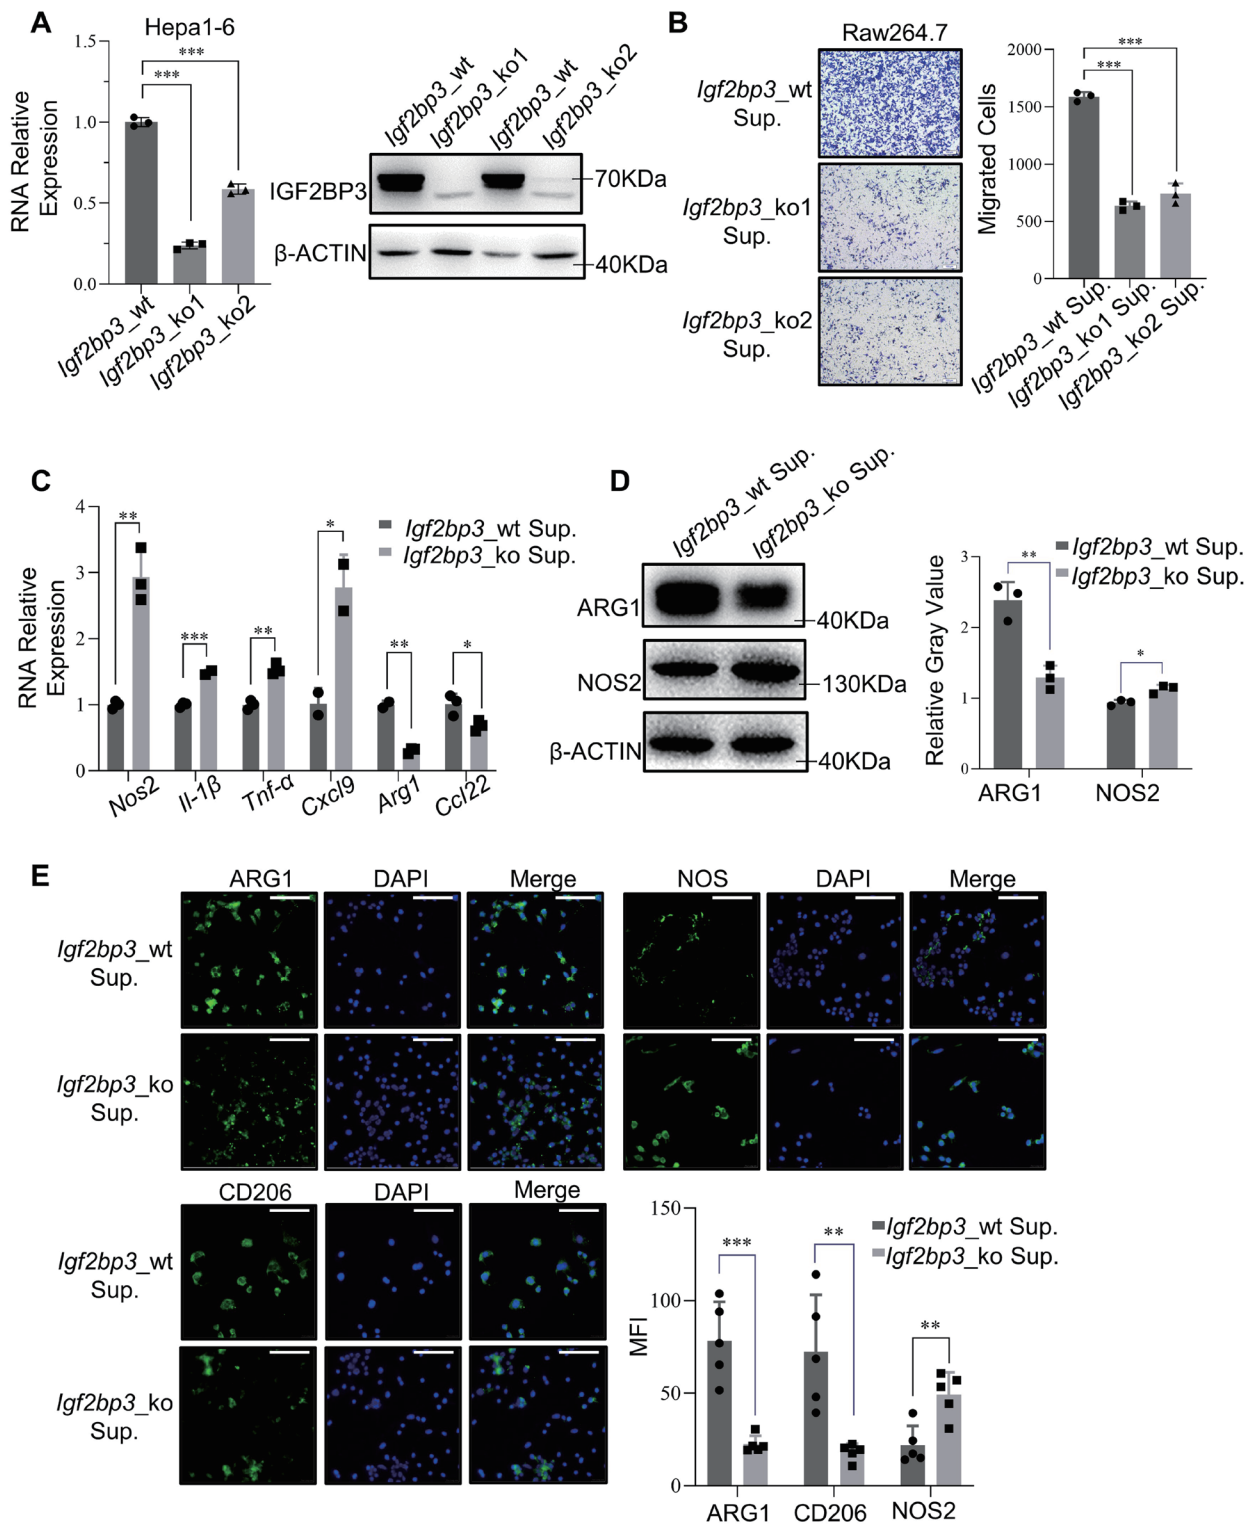 A
Hepa1-6
RNA Relative
Expression
1.5
1.0
0.5
0.0
***
***
Igf2bp3_wt
Igf2bp3_ko1
Igf2bp3_ko2
Igf2bp3_wt
Igf2bp3_ko1
Igf2bp3_wt
Igf2bp3_ko2
IGF2BP3
70KDa
β-ACTIN
40KDa
B
Raw264.7
Igf2bp3_wt
Sup.
Igf2bp3_ko1
Sup.
Igf2bp3_ko2
Sup.
Migrated Cells
2000
1500
1000
500
0
***
***
Igf2bp3_wt Sup.
Igf2bp3_ko1 Sup.
Igf2bp3_ko2 Sup.
C
RNA Relative
Expression
4
3
2
1
0
**
***
**
*
**
*
Igf2bp3_wt Sup.
Igf2bp3_ko Sup.
Nos2
Il-1β
Tnf-α
Cxcl9
Arg1
Ccl22
D
Igf2bp3_wt Sup.
Igf2bp3_ko Sup.
ARG1
40KDa
NOS2
130KDa
β-ACTIN
40KDa
Relative Gray Value
3
2
1
0
**
*
Igf2bp3_wt Sup.
Igf2bp3_ko Sup.
ARG1
NOS2
E
ARG1 DAPI Merge
NOS DAPI Merge
Igf2bp3_wt
Sup.
Igf2bp3_ko
Sup.
CD206 DAPI Merge
Igf2bp3_wt
Sup.
Igf2bp3_ko
Sup.
MFI
150
100
50
0
***
**
**
Igf2bp3_wt Sup.
Igf2bp3_ko Sup.
ARG1
CD206
NOS2